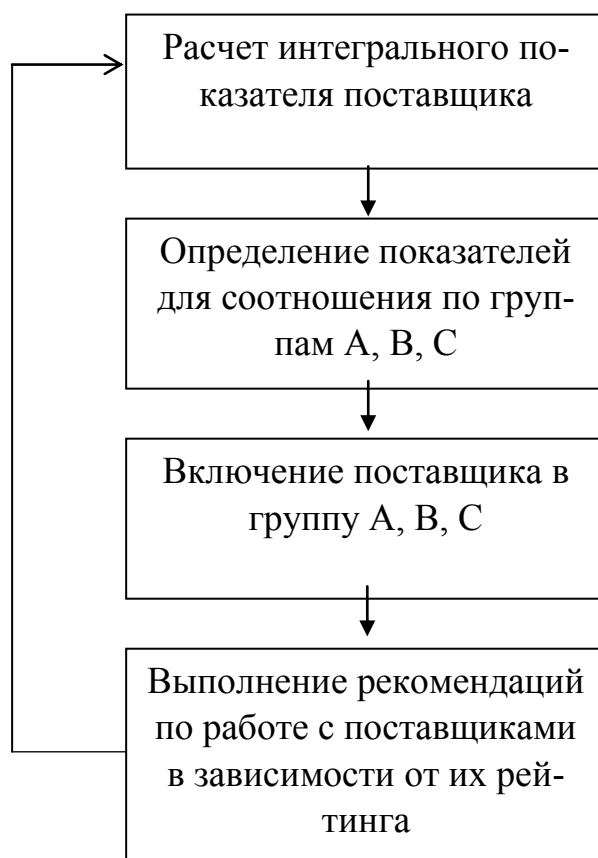 Расчет интегрального по-
казателя поставщика
Определение показателей
для соотношения по груп-
пам А, В, С
Включение поставщика в
группу А, В, С
Выполнение рекомендаций
по работе с поставщиками
в зависимости от их рей-
тинга